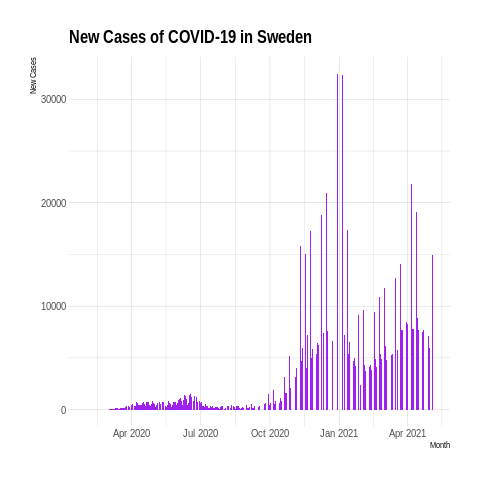 New Cases of COVID-19 in Sweden
New Cases
30000
20000
10000
0
Apr 2020 Jul 2020 Oct 2020 Jan 2021 Apr 2021
Month